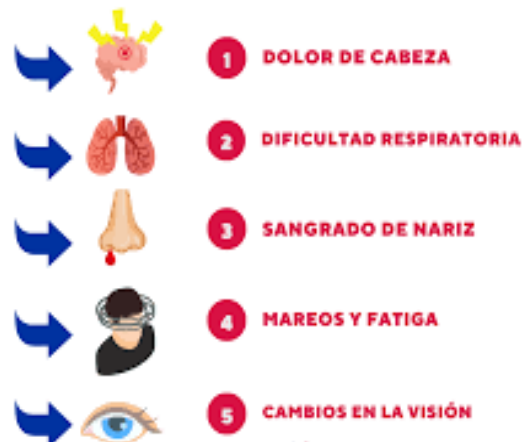 1 DOLOR DE CABEZA
2 DIFICULTAD RESPIRATORIA
3 SANGRADO DE NARIZ
4 MAREOS Y FATIGA
5 CAMBIOS EN LA VISIÓN